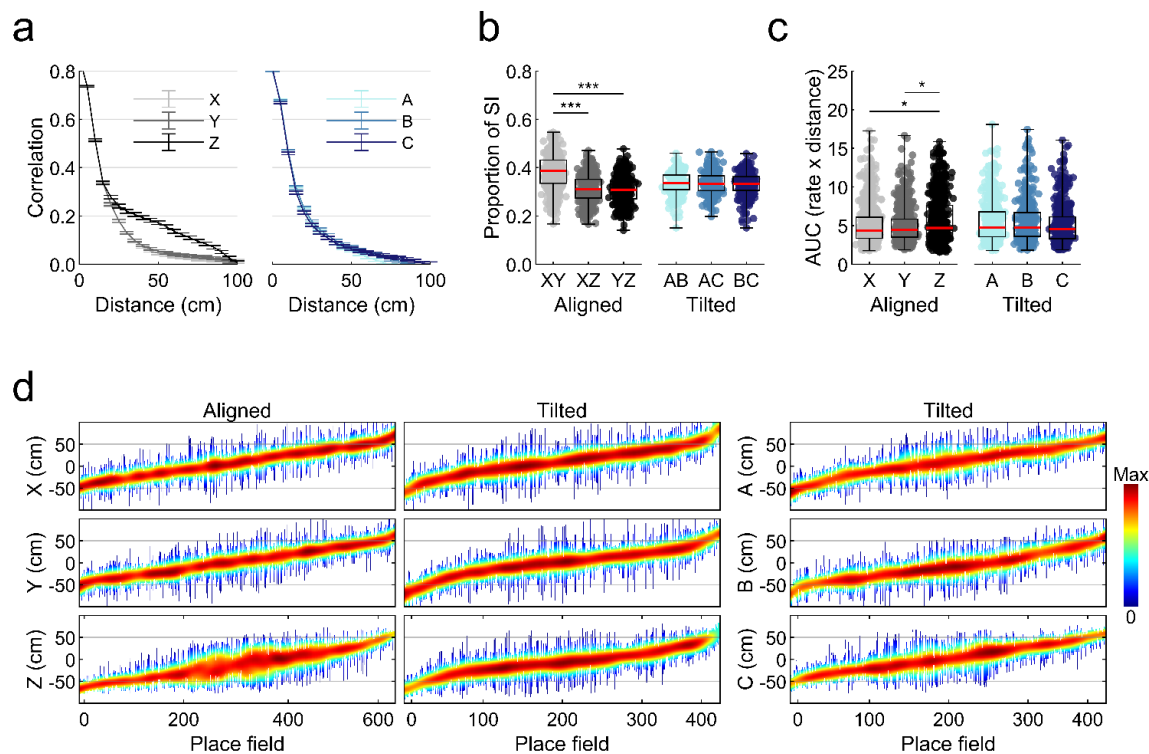 a
b
c
0.8
0.6
0.4
0.2
0.0
Correlation
0
50
100
Distance (cm)
X
Y
Z
0
50
100
Distance (cm)
A
B
C
0.8
0.6
0.4
0.2
0.0
Proportion of SI
***
***
XY XZ YZ
Aligned
AB AC BC
Tilted
25
20
15
10
5
0
AUC (rate x distance)
*
*
X Y Z
Aligned
A B C
Tilted
d
Aligned
Tilted
Tilted
X (cm)
50
0
-50
A (cm)
50
0
-50
Y (cm)
50
0
-50
B (cm)
50
0
-50
Z (cm)
50
0
-50
C (cm)
50
0
-50
Max
0
0 200 400 600
Place field
0 100 200 300 400
Place field
0 100 200 300 400
Place field